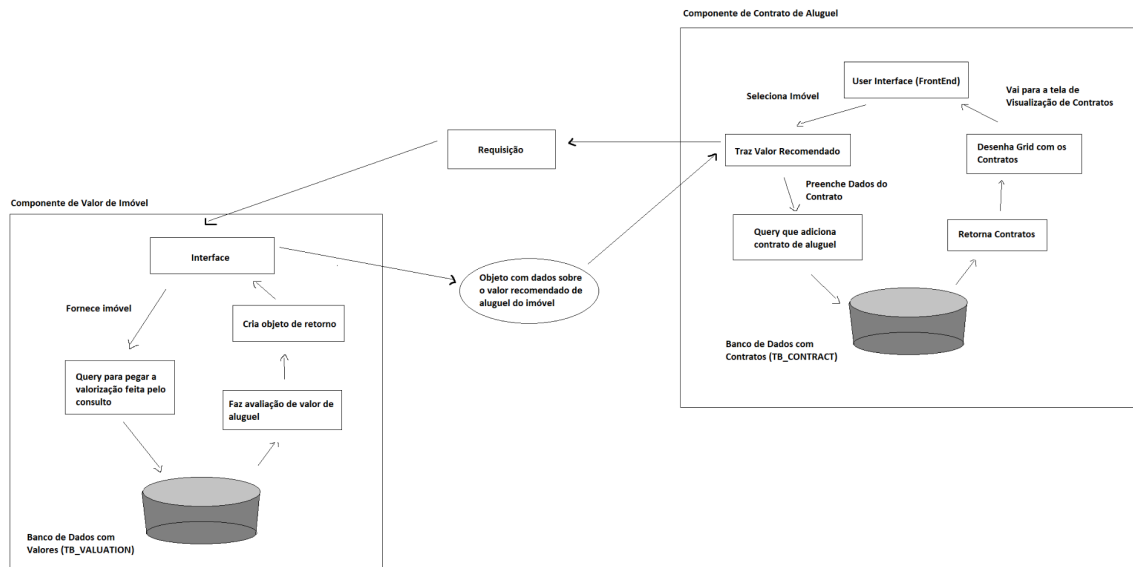 Componente de Contrato de Aluguel
User Interface (FrontEnd)
Seleciona Imóvel
Vai para a tela de
Visualização de Contratos
Traz Valor Recomendado
Desenha Grid com os
Contratos
Preenche Dados do
Contrato
Query que adiciona
contrato de aluguel
Retorna Contratos
Banco de Dados com
Contratos (TB_CONTRACT)
Requisição
Objeto com dados sobre
o valor recomendado de
aluguel do imóvel
Componente de Valor de Imóvel
Interface
Fornece imóvel
Cria objeto de retorno
Query para pegar a
valorização feita pelo
consulto
Faz avaliação de valor de
aluguel
Banco de Dados com
Valores (TB_VALUATION)